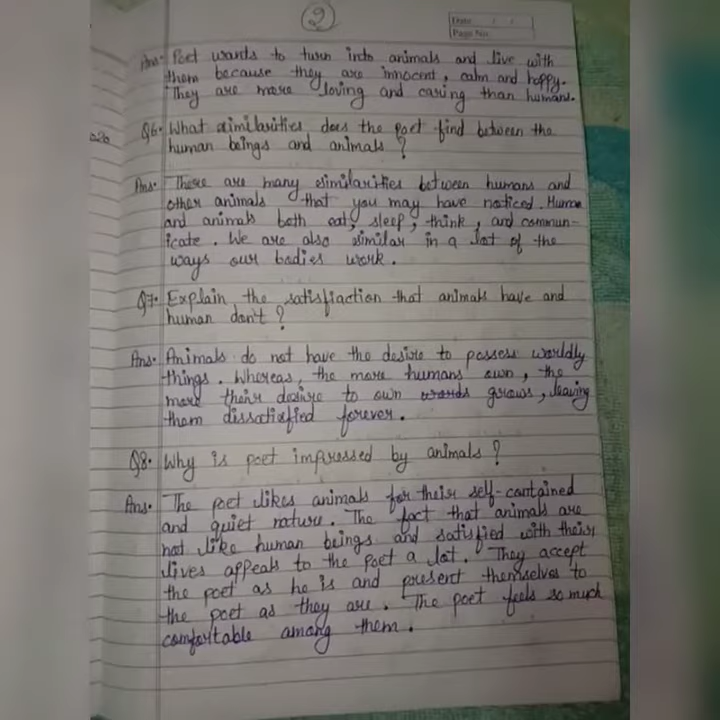 2
Date / /
Page No.
Ans- Poet wants to turn into animals and live with
them because they are innocent, calm and happy.
They are more loving and caring than humans.
Q6. What similarities does the poet find between the
human beings and animals?
Ans. There are many similarities between humans and
other animals that you may have noticed. Human
and animals both eat, sleep, think, and commun-
icate. We are also similar in a lot of the
ways our bodies work.
Q7. Explain the satisfiaction that animals have and
human don't?
Ans. Animals do not have the desire to possess worldly
things. Whereas, the more humans own, the
more their desire to own grows, leaving
them dissatisfied forever.
Q8. Why is poet impressed by animals?
Ans. The poet likes animals for their self-contained
and quiet nature. The fact that animals are
not like human beings and satisfied with their
lives appeals to the poet a lot. They accept
the poet as he is and present themselves to
the poet as they are. The poet feels so much
comfortable among them.